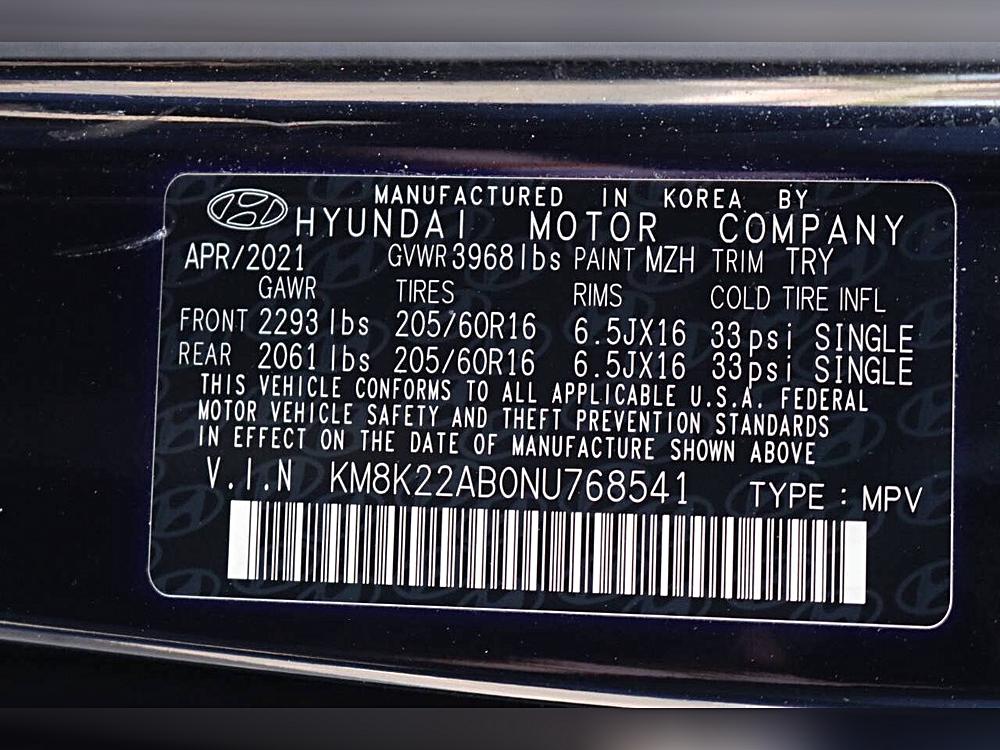 MANUFACTURED IN KOREA BY
HYUNDAI MOTOR COMPANY
APR/2021 GVWR 3968 lbs PAINT MZH TRIM TRY
GAWR TIRES RIMS COLD TIRE INFL
FRONT 2293 lbs 205/60R16 6.5JX16 33psi SINGLE
REAR 2061 lbs 205/60R16 6.5JX16 33psi SINGLE
THIS VEHICLE CONFORMS TO ALL APPLICABLE U.S.A. FEDERAL
MOTOR VEHICLE SAFETY AND THEFT PREVENTION STANDARDS
IN EFFECT ON THE DATE OF MANUFACTURE SHOWN ABOVE
V.I.N KM8K22AB0NU768541 TYPE : MPV